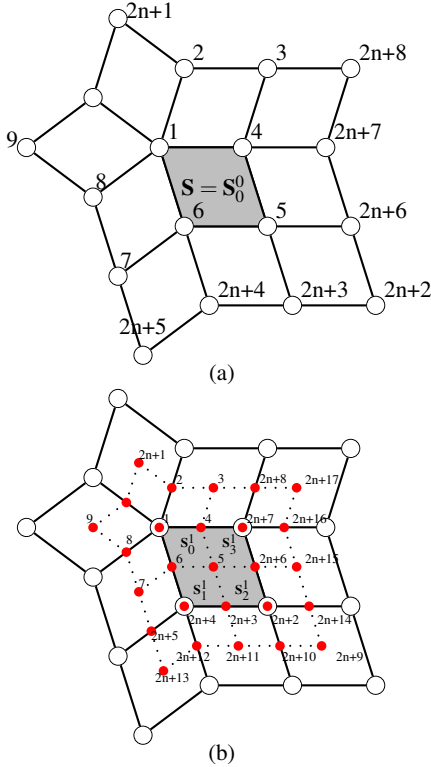 2n+1
2 3 2n+8
9 1 4 2n+7
8 S = S₀⁰
6 5 2n+6
7
2n+4 2n+3 2n+2
2n+5
(a)
2n+1
2 3 2n+8 2n+17
9 1 4 2n+7 2n+16
8 s₀¹ s₃¹
6 5 2n+6 2n+15
7 s₁¹ s₂¹
2n+4 2n+3 2n+2 2n+14
2n+5
2n+12 2n+11 2n+10 2n+9
2n+13
(b)